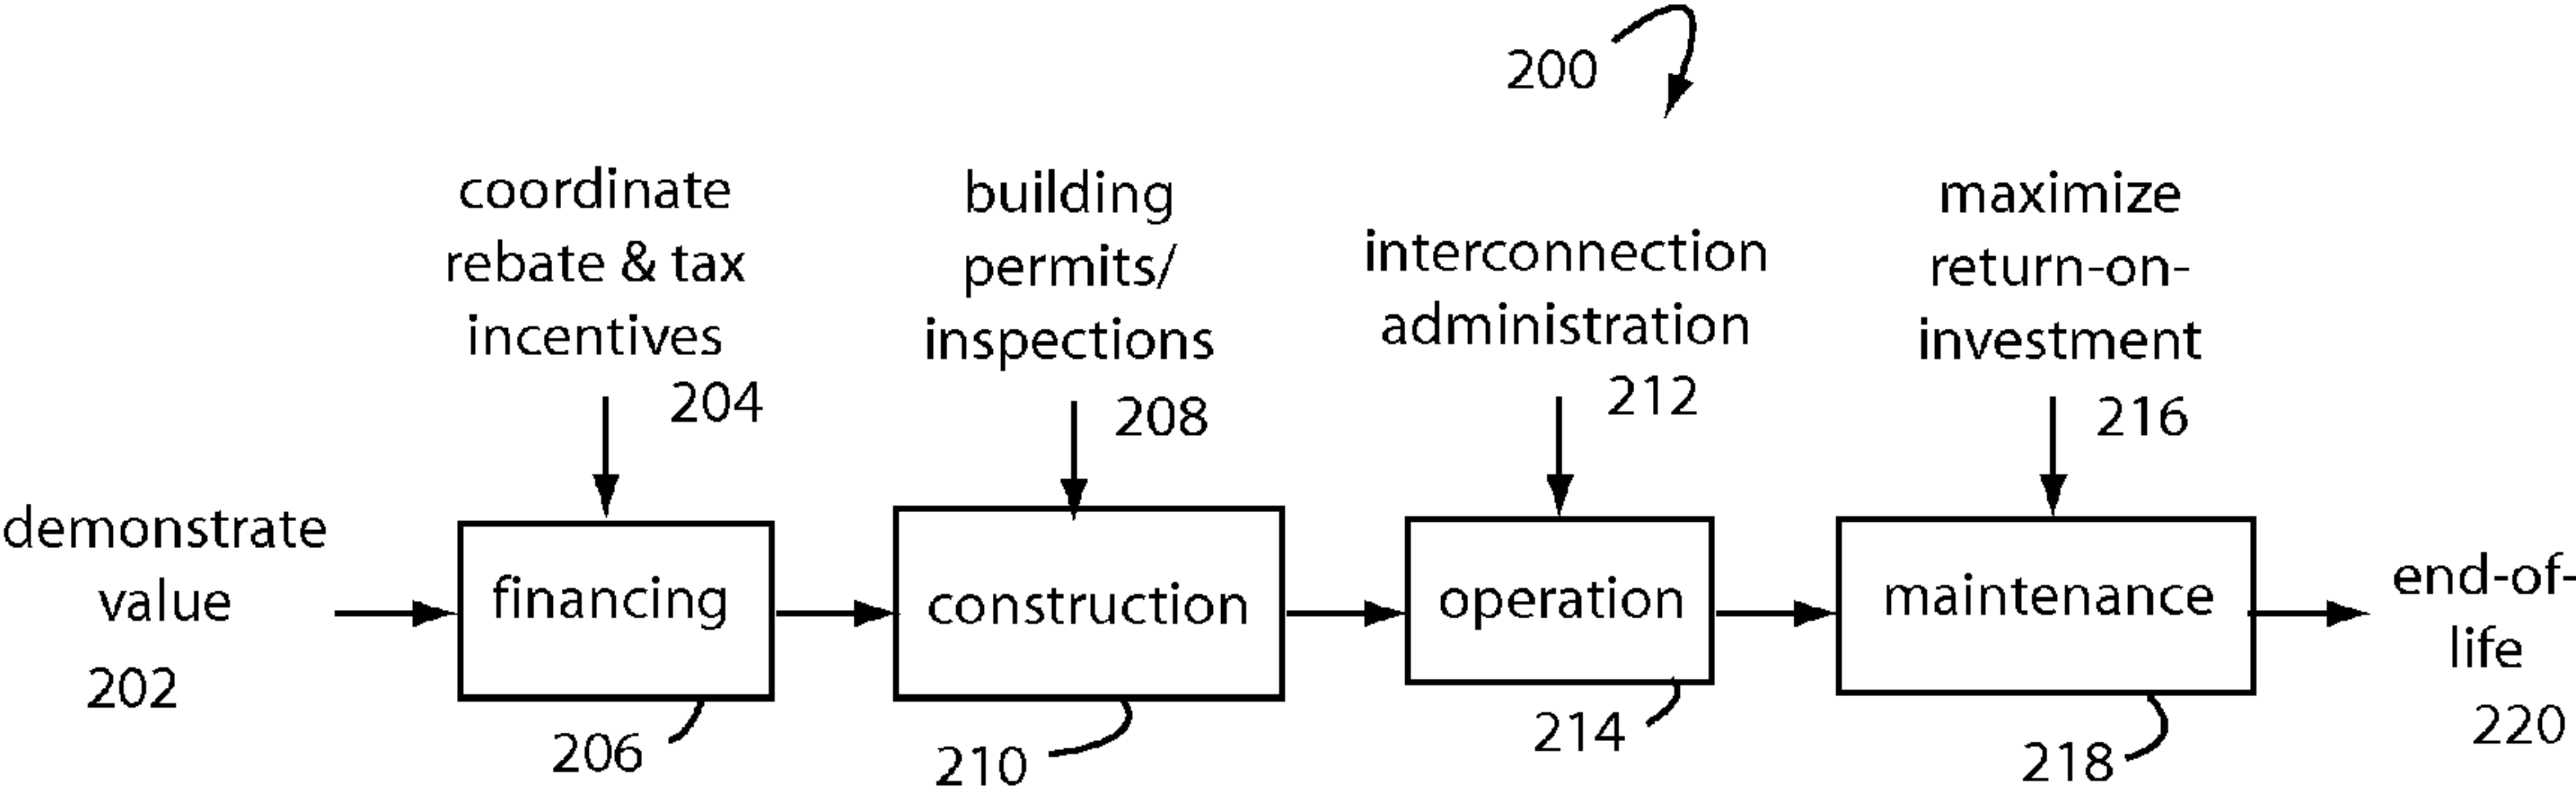 200
coordinate
rebate & tax
incentives
204
building
permits/
inspections
208
interconnection
administration
212
maximize
return-on-
investment
216
demonstrate
value
202
financing
206
construction
210
operation
214
maintenance
218
end-of-
life
220